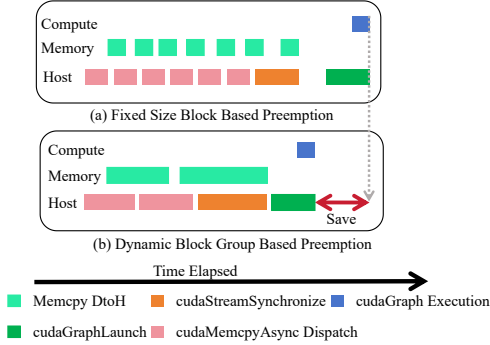 Compute
Memory
Host
(a) Fixed Size Block Based Preemption
Compute
Memory
Host
Save
(b) Dynamic Block Group Based Preemption
Time Elapsed
Memcpy DtoH
cudaStreamSynchronize
cudaGraph Execution
cudaGraphLaunch
cudaMemcpyAsync Dispatch